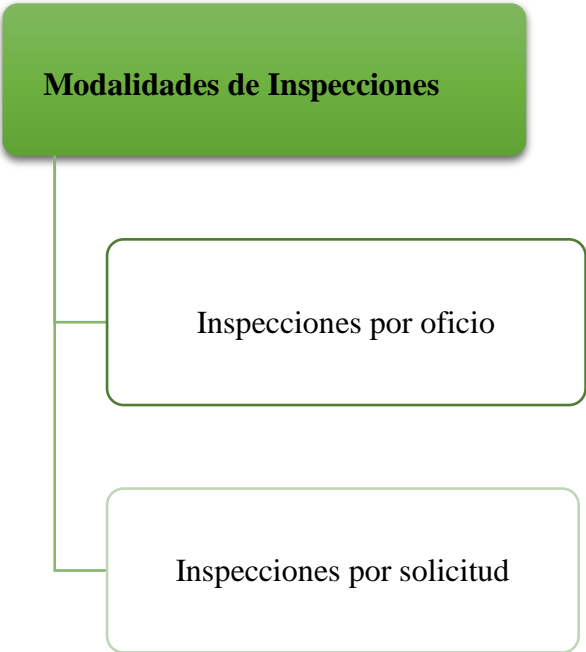 Modalidades de Inspecciones
Inspecciones por oficio
Inspecciones por solicitud